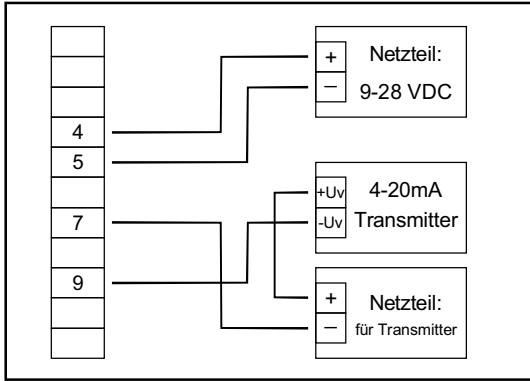 4
5
7
9
+
–
Netzteil:
9-28 VDC
+Uv
-Uv
4-20mA
Transmitter
+
–
Netzteil:
für Transmitter